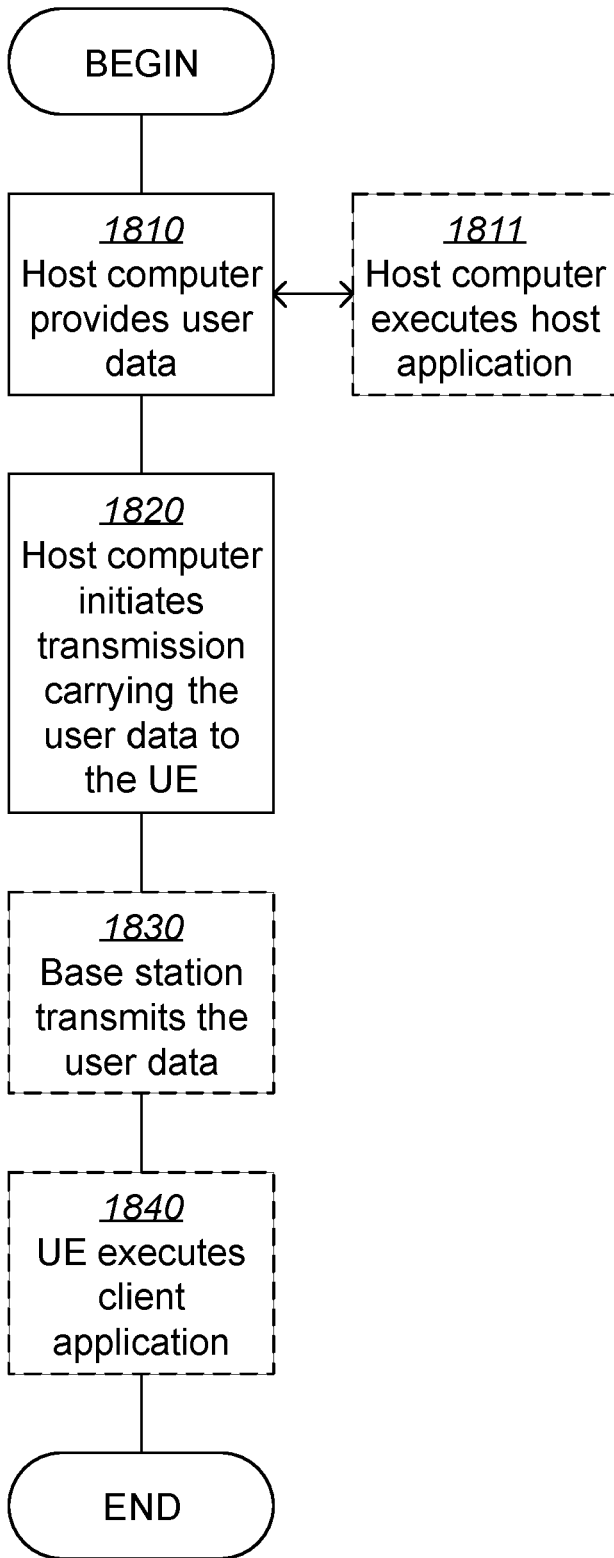 BEGIN
1810
Host computer
provides user
data
1811
Host computer
executes host
application
1820
Host computer
initiates
transmission
carrying the
user data to
the UE
1830
Base station
transmits the
user data
1840
UE executes
client
application
END